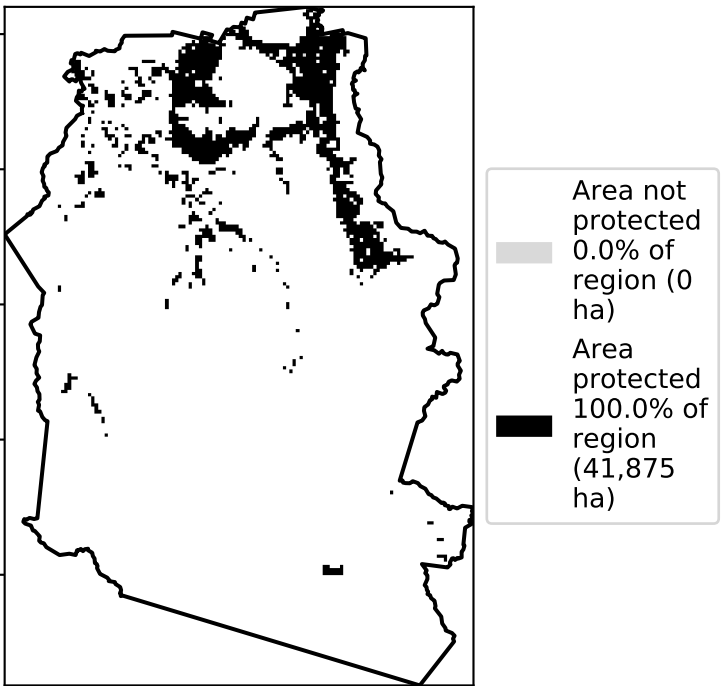 Area not
protected
0.0% of
region (0
ha)
Area
protected
100.0% of
region
(41,875
ha)